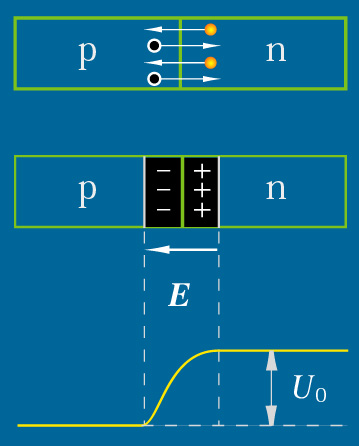 p n
p − + n
− +
− +
E
U₀